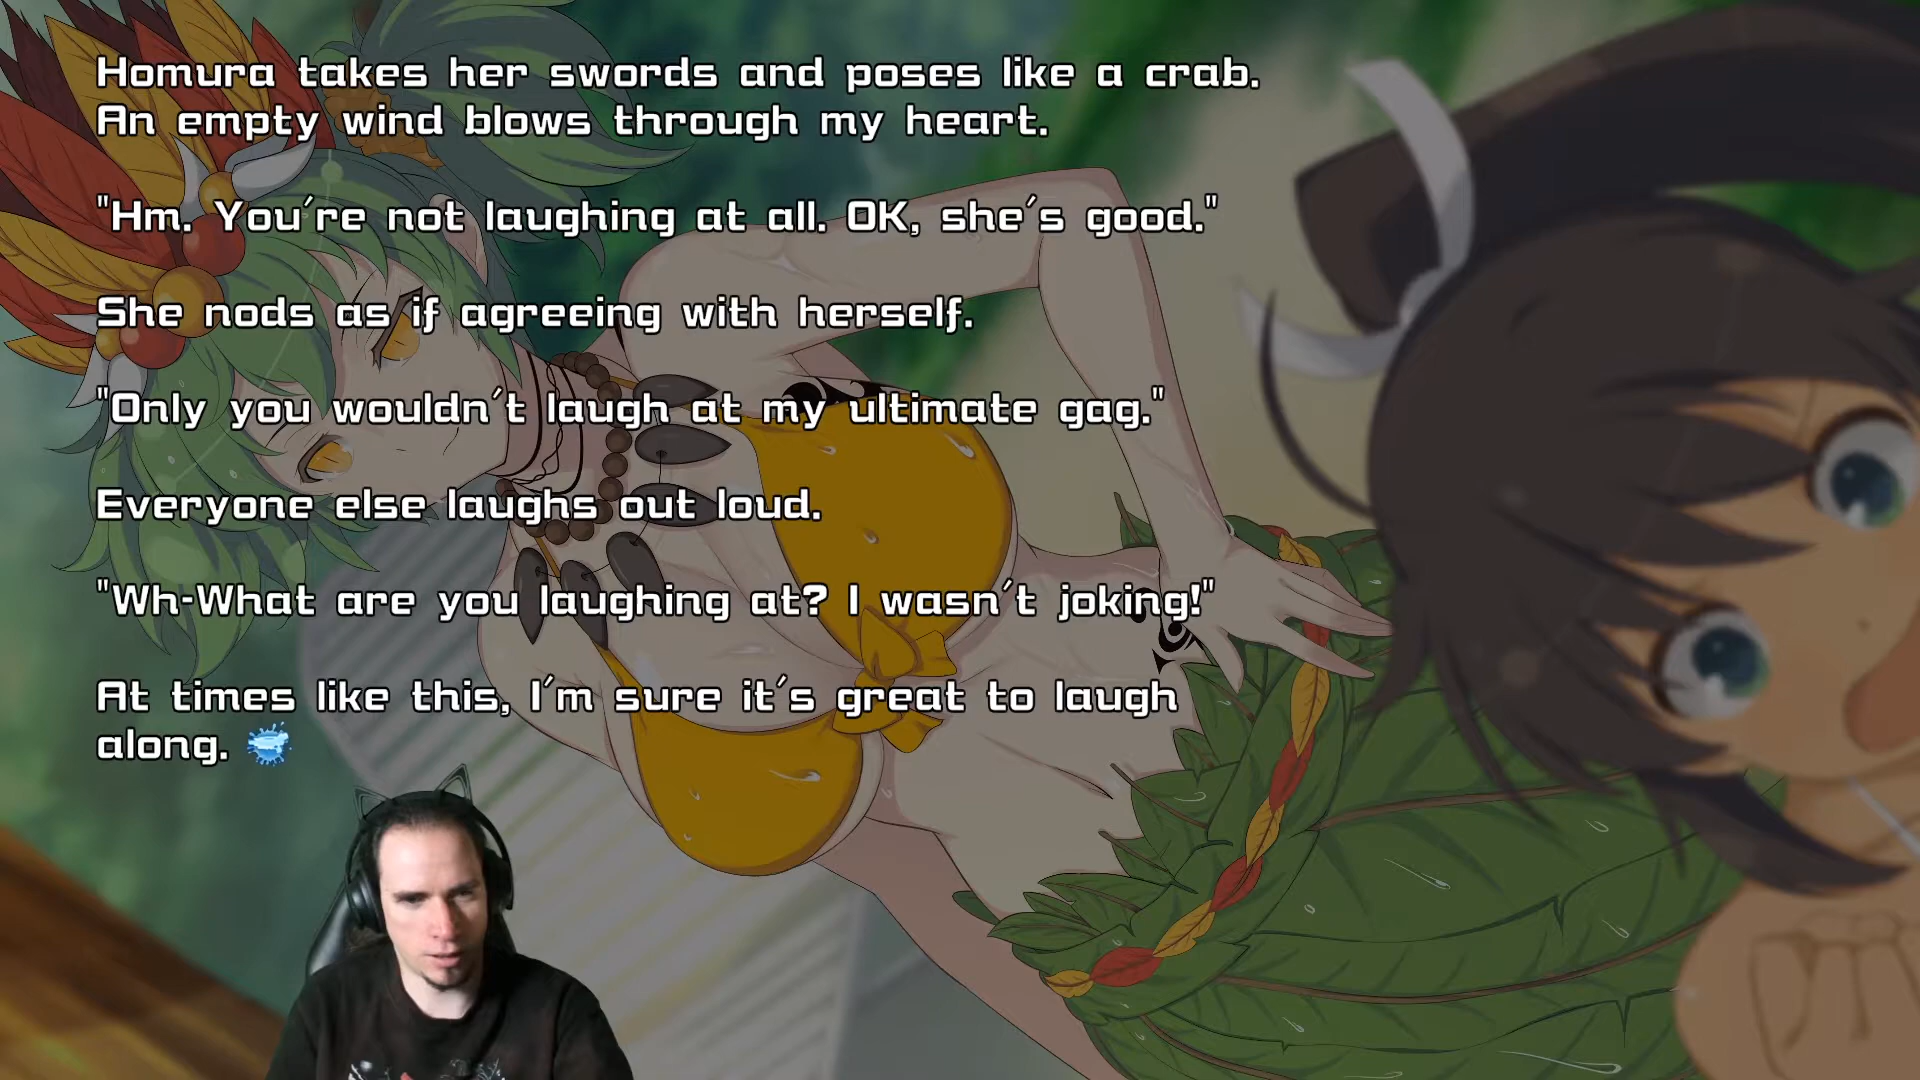 Homura takes her swords and poses like a crab.
An empty wind blows through my heart.
"Hm. You're not laughing at all. OK, she's good."
She nods as if agreeing with herself.
"Only you wouldn't laugh at my ultimate gag."
Everyone else laughs out loud.
"Wh-What are you laughing at? I wasn't joking!"
At times like this, I'm sure it's great to laugh
along.